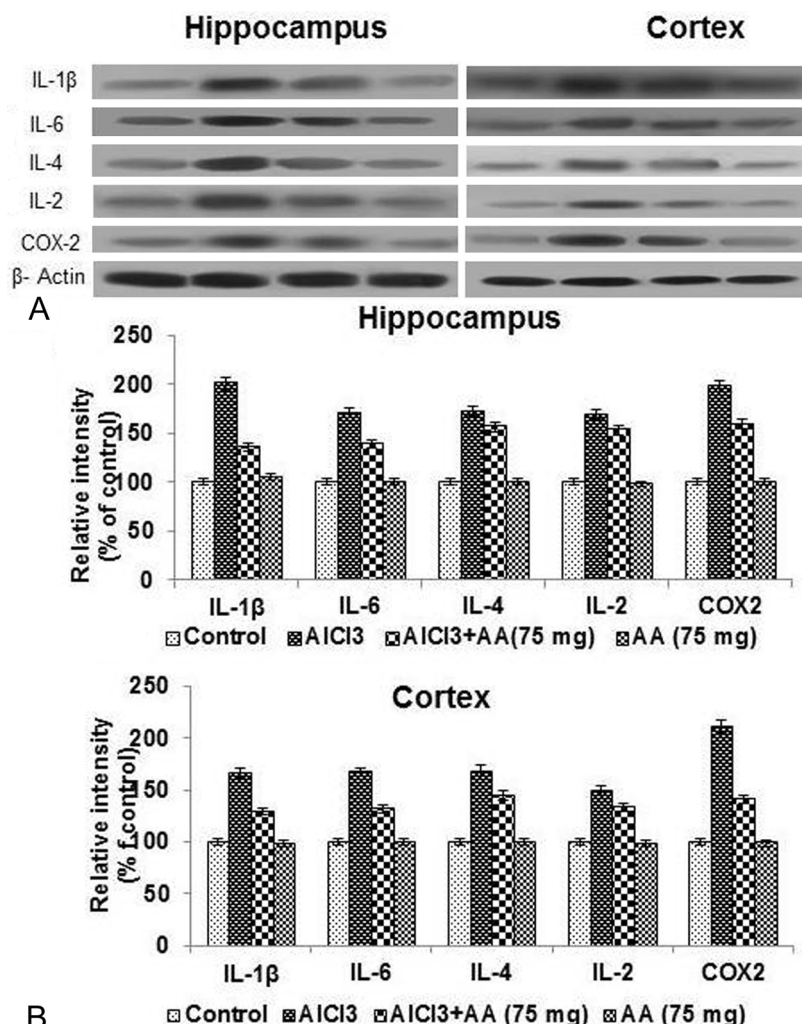 Hippocampus Cortex
IL-1β
IL-6
IL-4
IL-2
COX-2
β- Actin
A
Hippocampus
250
200
150
100
50
0
Relative intensity
(% of control)
IL-1β IL-6 IL-4 IL-2 COX2
Control AlCl3 AlCl3+AA(75 mg) AA (75 mg)
Cortex
250
200
150
100
50
0
Relative intensity
(% f control)
IL-1β IL-6 IL-4 IL-2 COX2
B
Control AlCl3 AlCl3+AA (75 mg) AA (75 mg)